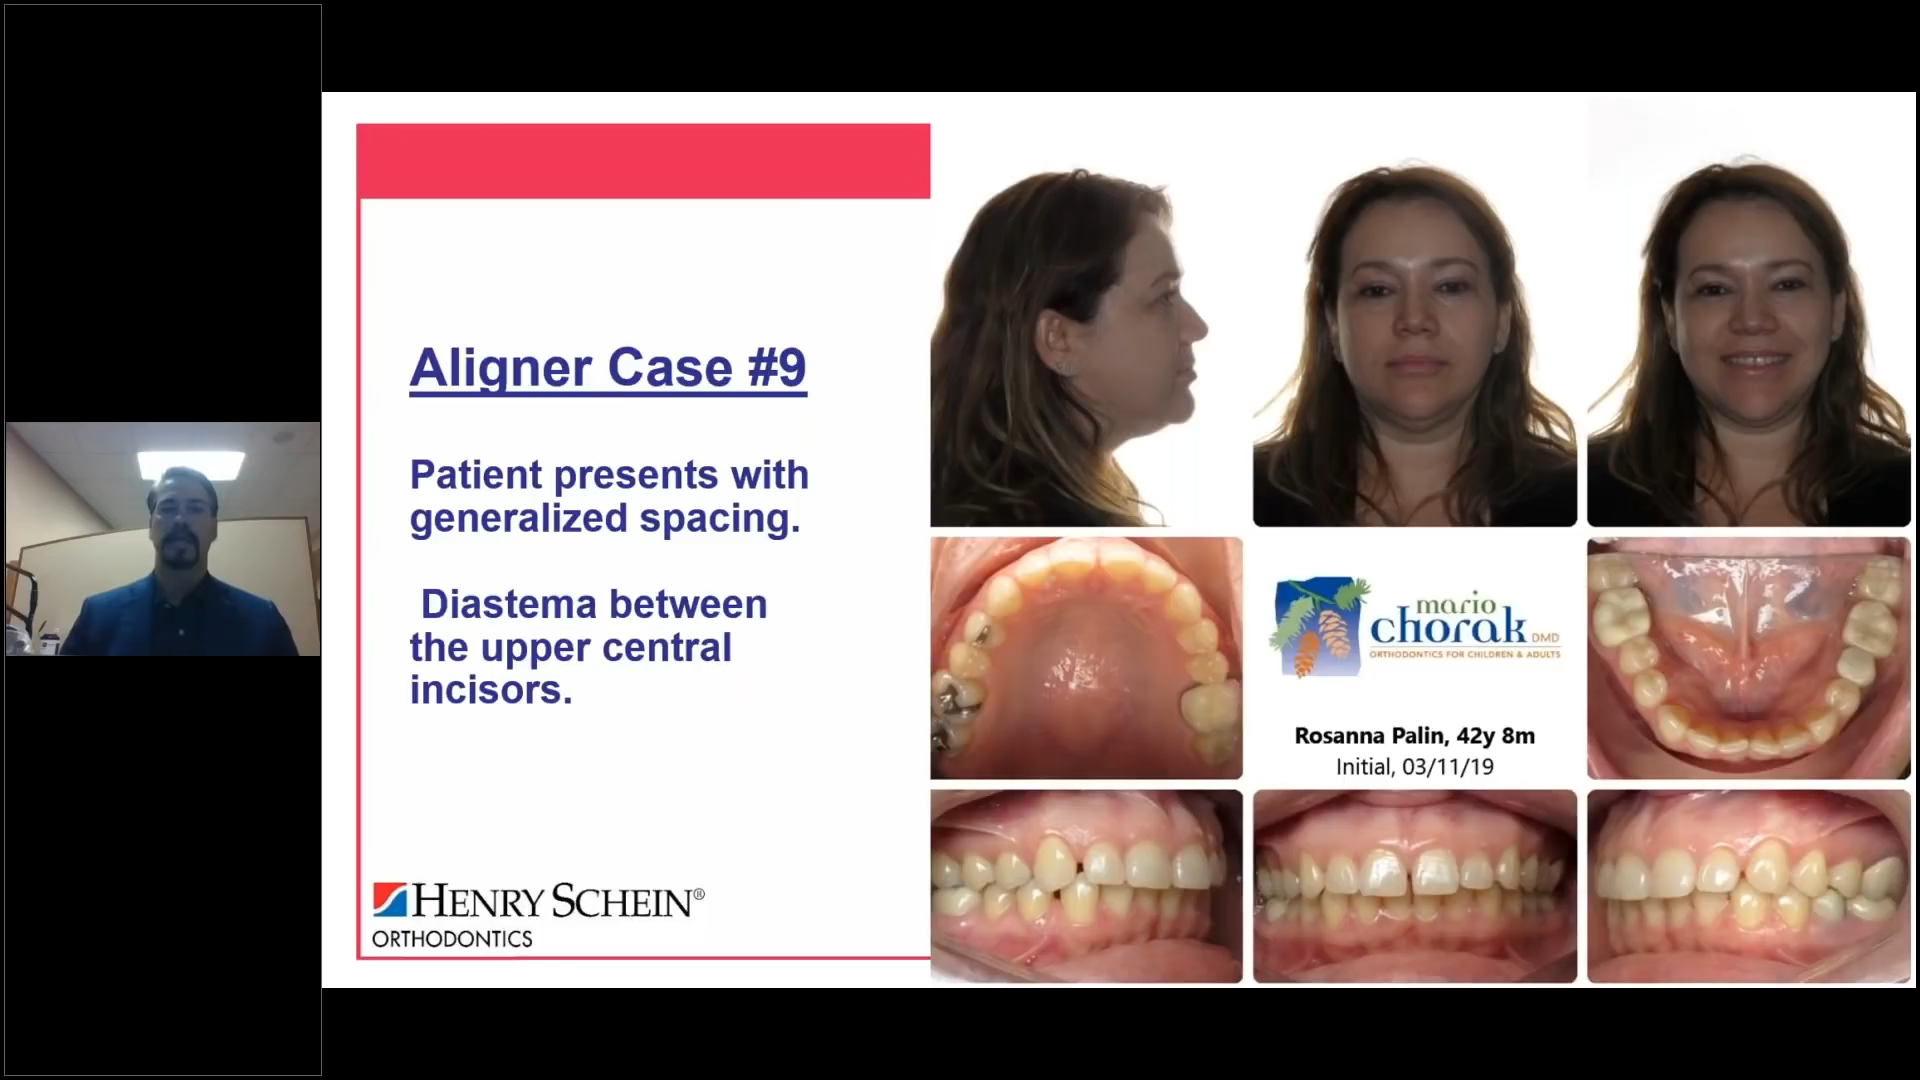 Aligner Case #9
Patient presents with
generalized spacing.
Diastema between
the upper central
incisors.
HENRY SCHEIN®
ORTHODONTICS
mario
chorak DMD
ORTHODONTICS FOR CHILDREN & ADULTS
Rosanna Palin, 42y 8m
Initial, 03/11/19